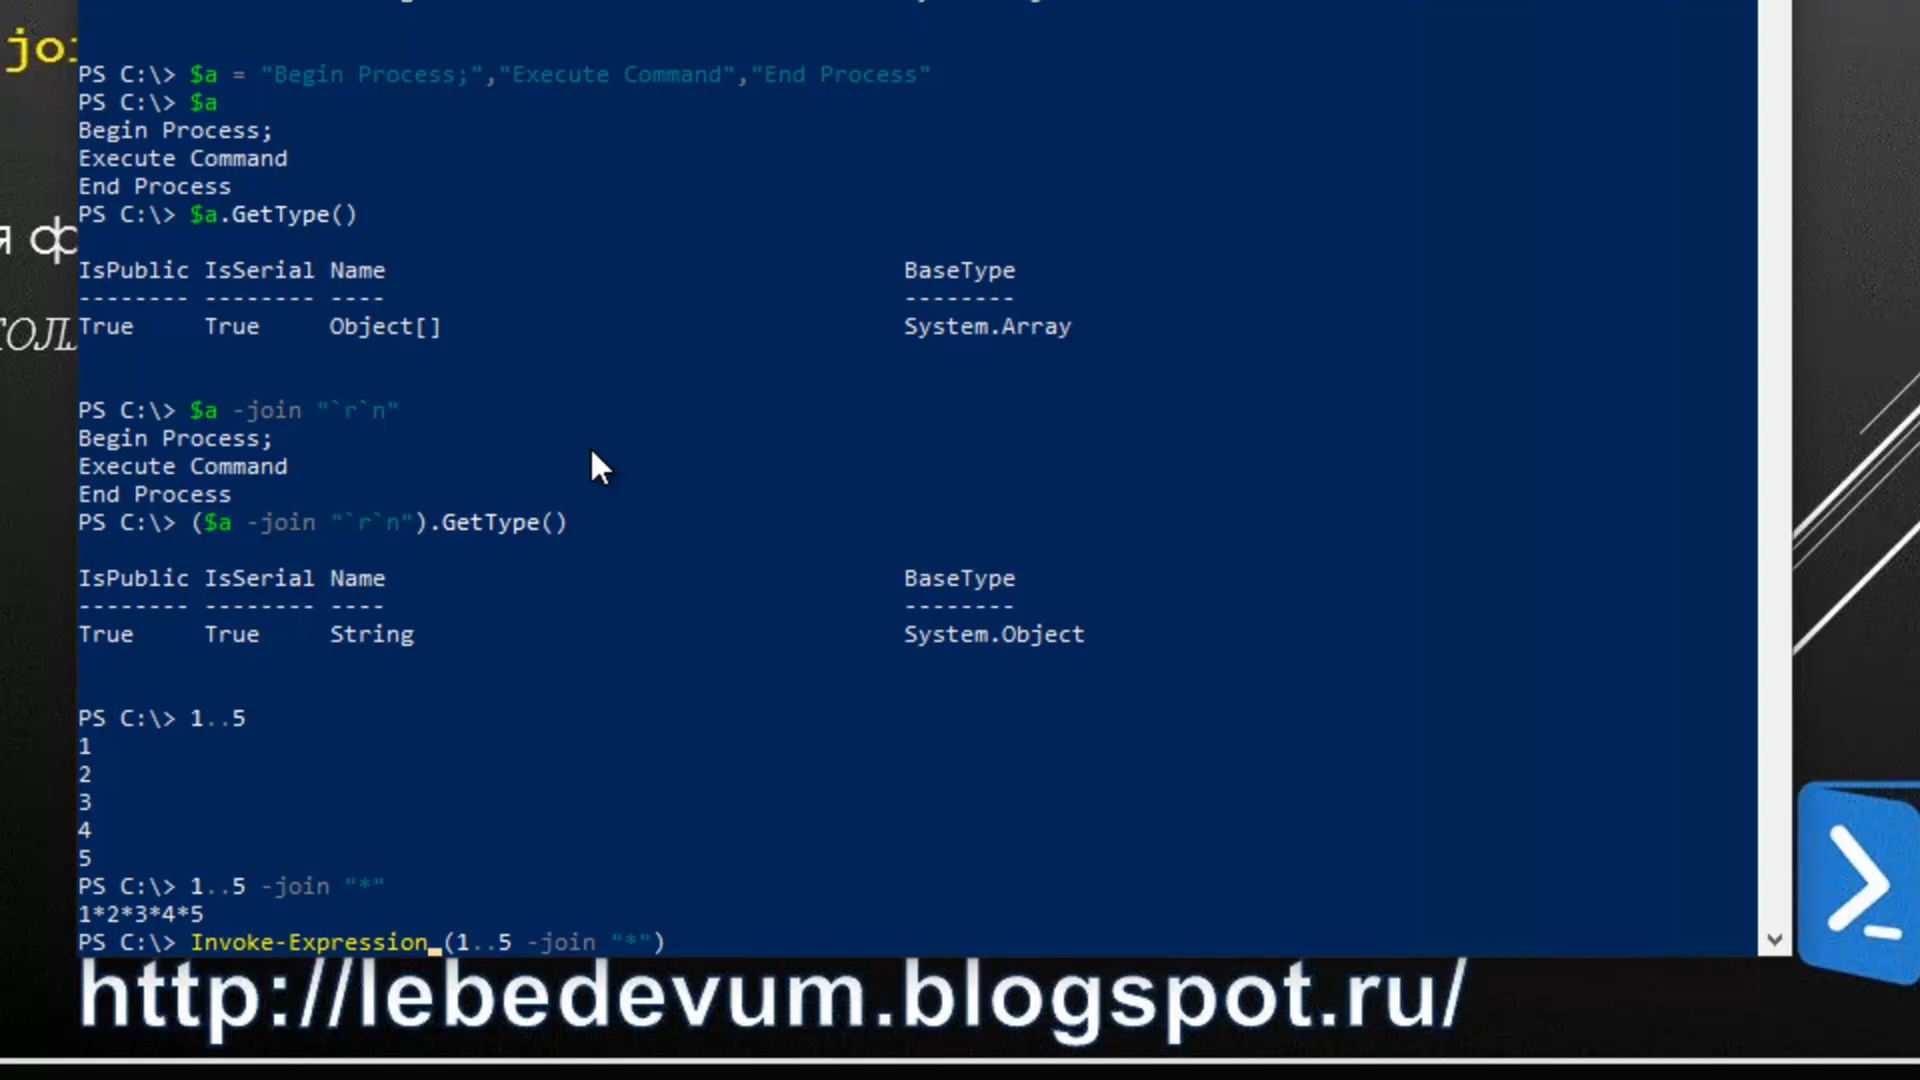 joi
PS C:\> $a = "Begin Process;","Execute Command","End Process"
PS C:\> $a
Begin Process;
Execute Command
End Process
PS C:\> $a.GetType()
я ф
IsPublic IsSerial Name BaseType
-------- -------- ---- --------
True True Object[] System.Array
PS C:\> $a -join "`r`n"
Begin Process;
Execute Command
End Process
PS C:\> ($a -join "`r`n").GetType()
IsPublic IsSerial Name BaseType
-------- -------- ---- --------
True True String System.Object
PS C:\> 1..5
1
2
3
4
5
PS C:\> 1..5 -join "*"
1*2*3*4*5
PS C:\> Invoke-Expression (1..5 -join "*")
http://lebedevum.blogspot.ru/